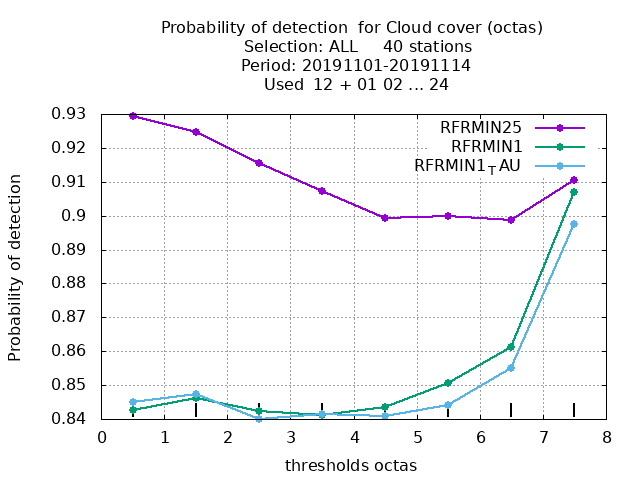 Probability of detection  for Cloud cover (octas)
Selection: ALL     40 stations
Period: 20191101-20191114
Used  12 + 01 02 ... 24
RFRMIN25
RFRMIN1
RFRMIN1TAU
Probability of detection
0.93
0.92
0.91
0.9
0.89
0.88
0.87
0.86
0.85
0.84
0 1 2 3 4 5 6 7 8
thresholds octas